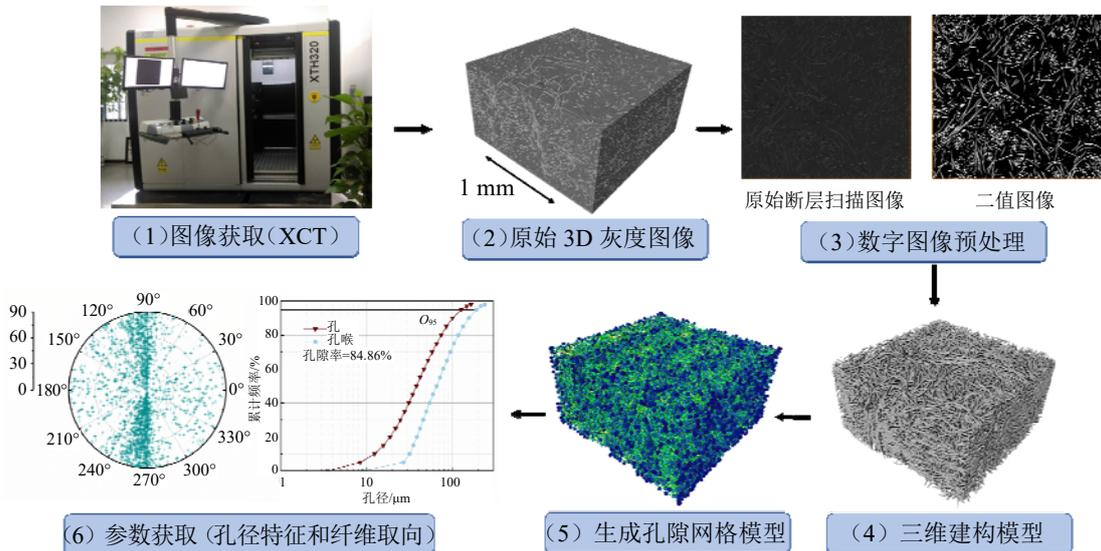 XTH320
1 mm
原始断层扫描图像
二值图像
(1)图像获取(XCT)
(2)原始 3D 灰度图像
(3)数字图像预处理
90
60
30
0
90°
60°
30°
0°
330°
300°
270°
240°
210°
180°
150°
120°
累计频率/%
100
80
60
40
20
10
0
O95
孔
孔喉
孔隙率=84.86%
1
10
100
孔径/μm
(6) 参数获取(孔径特征和纤维取向)
(5) 生成孔隙网格模型
(4) 三维建构模型